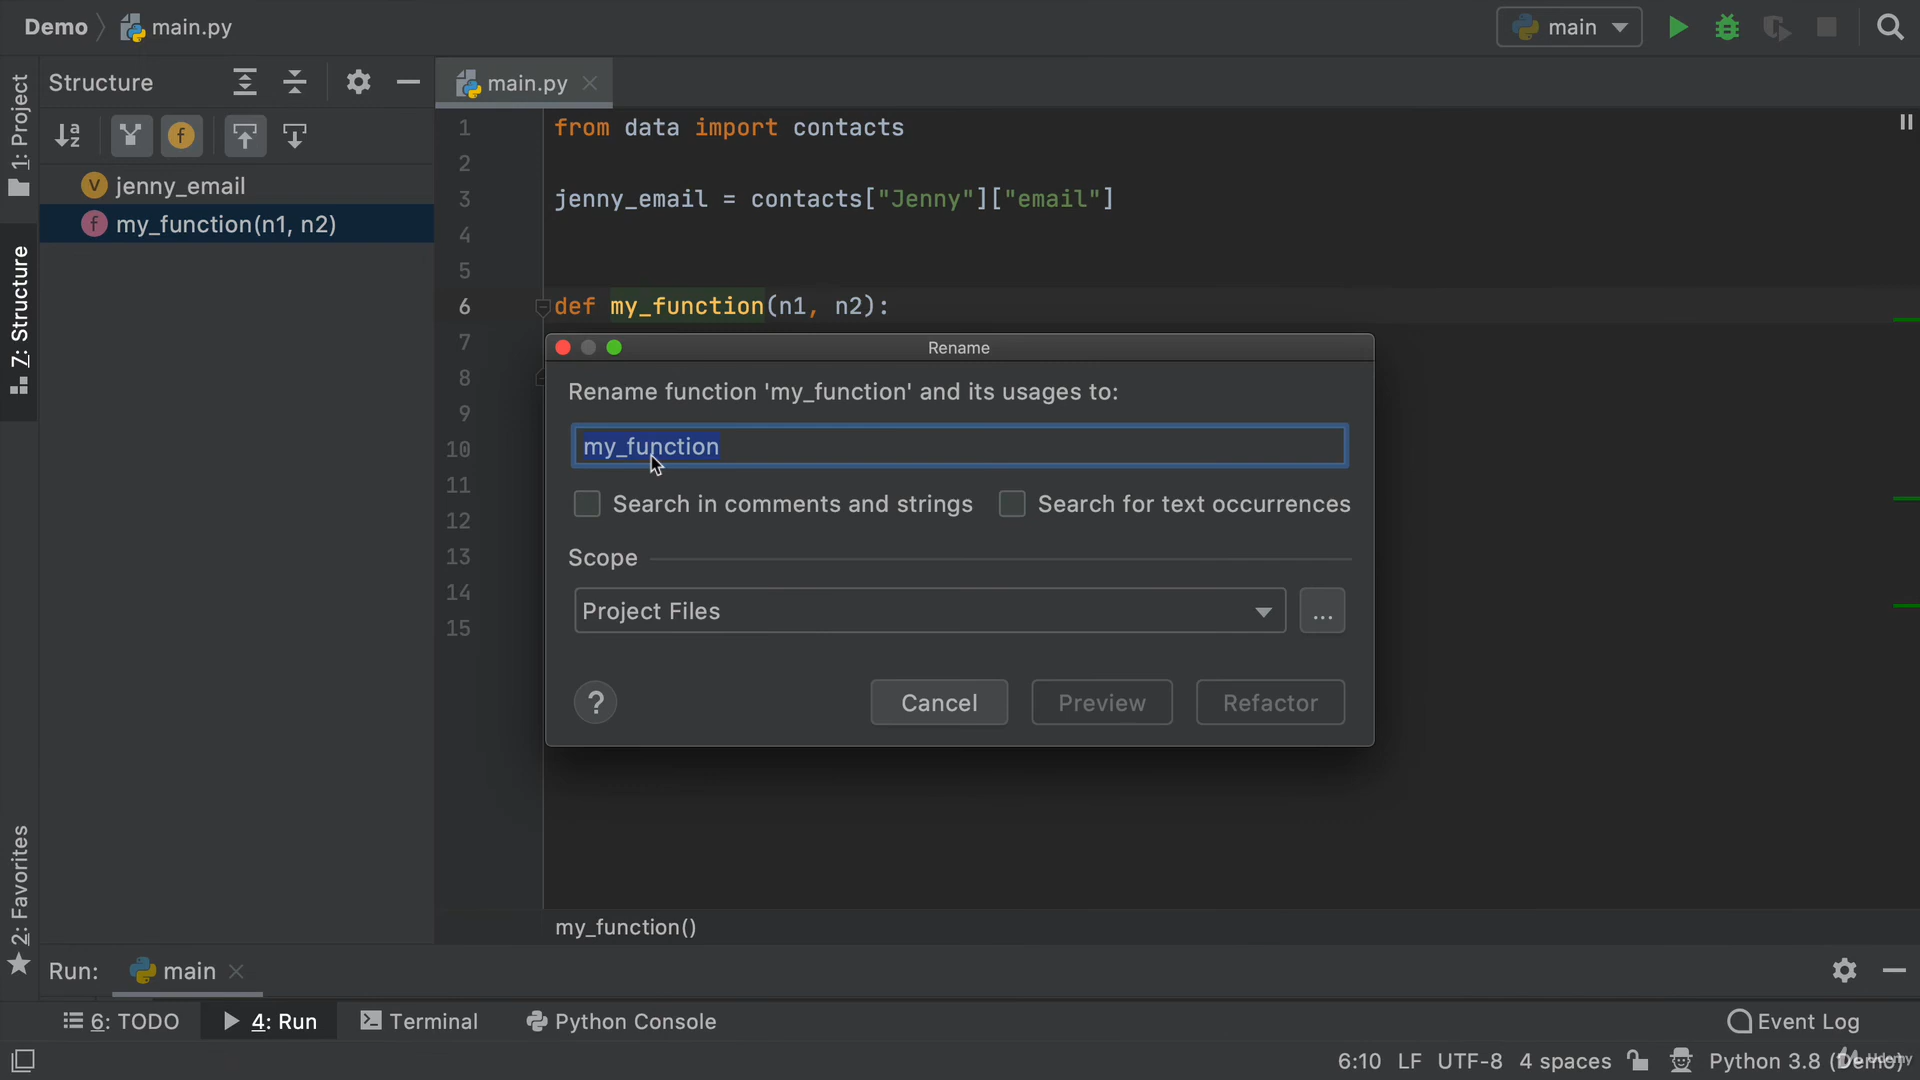 Demo main.py
main
1: Project
Structure
main.py
jenny_email
my_function(n1, n2)
7: Structure
2: Favorites
1 from data import contacts
2
3 jenny_email = contacts["Jenny"]["email"]
4
5
6 def my_function(n1, n2):
7
8
9
10
11
12
13
14
15
Rename
Rename function 'my_function' and its usages to:
my_function
Search in comments and strings Search for text occurrences
Scope
Project Files
...
? Cancel Preview Refactor
my_function()
Run: main
6: TODO 4: Run Terminal Python Console Event Log
6:10 LF UTF-8 4 spaces Python 3.8 (Demo)
Udemy